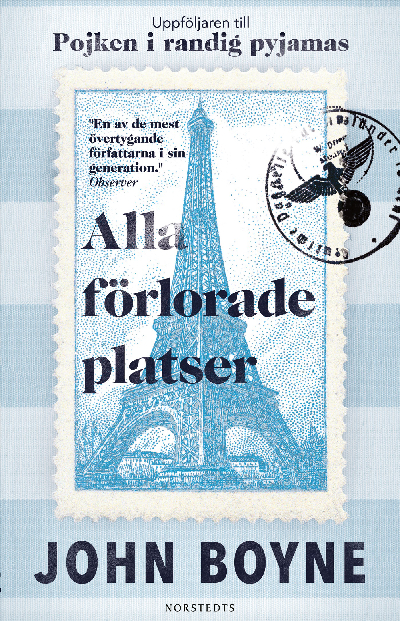 Uppföljaren till
Pojken i randig pyjamas
"En av de mest
övertygande
författarna i sin
generation."
Observer
Alla
förlorade
platser
JOHN BOYNE
NORSTEDTS